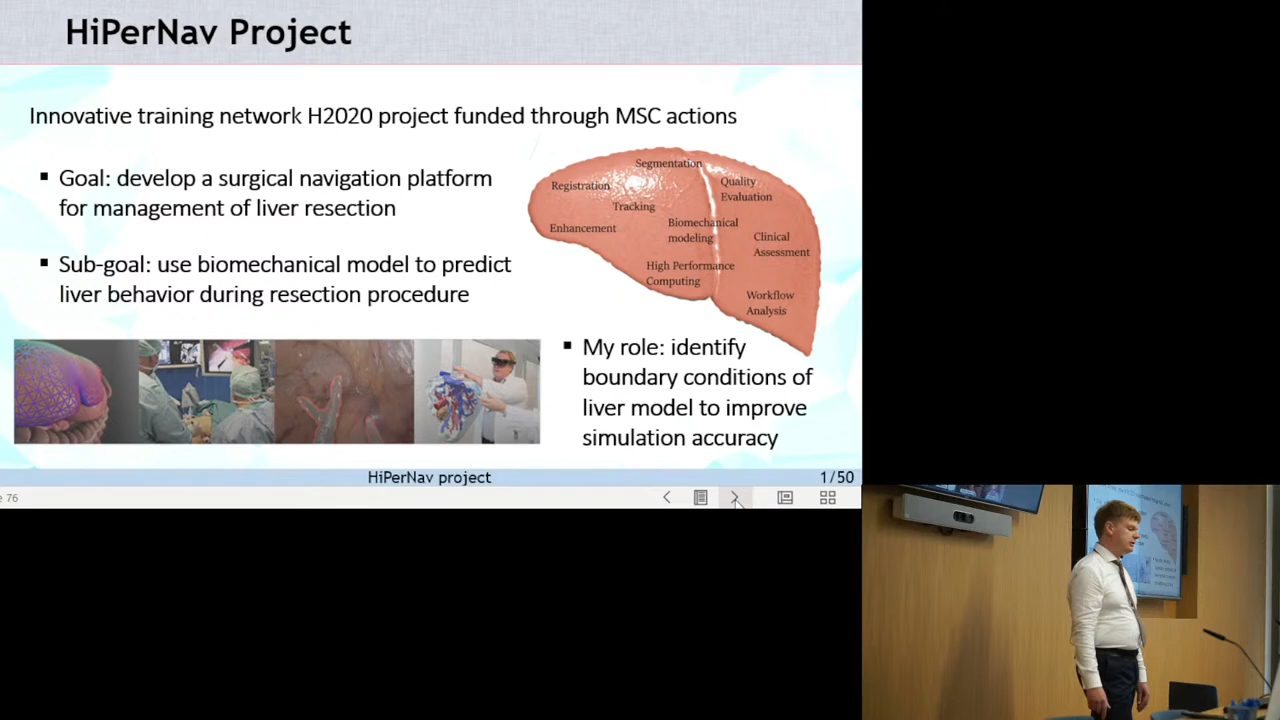 HiPerNav Project
Innovative training network H2020 project funded through MSC actions
▪ Goal: develop a surgical navigation platform
for management of liver resection
▪ Sub-goal: use biomechanical model to predict
liver behavior during resection procedure
Segmentation
Registration
Quality
Evaluation
Tracking
Enhancement
Biomechanical
modeling
Clinical
Assessment
High Performance
Computing
Workflow
Analysis
▪ My role: identify
boundary conditions of
liver model to improve
simulation accuracy
HiPerNav project
1/50
e 76